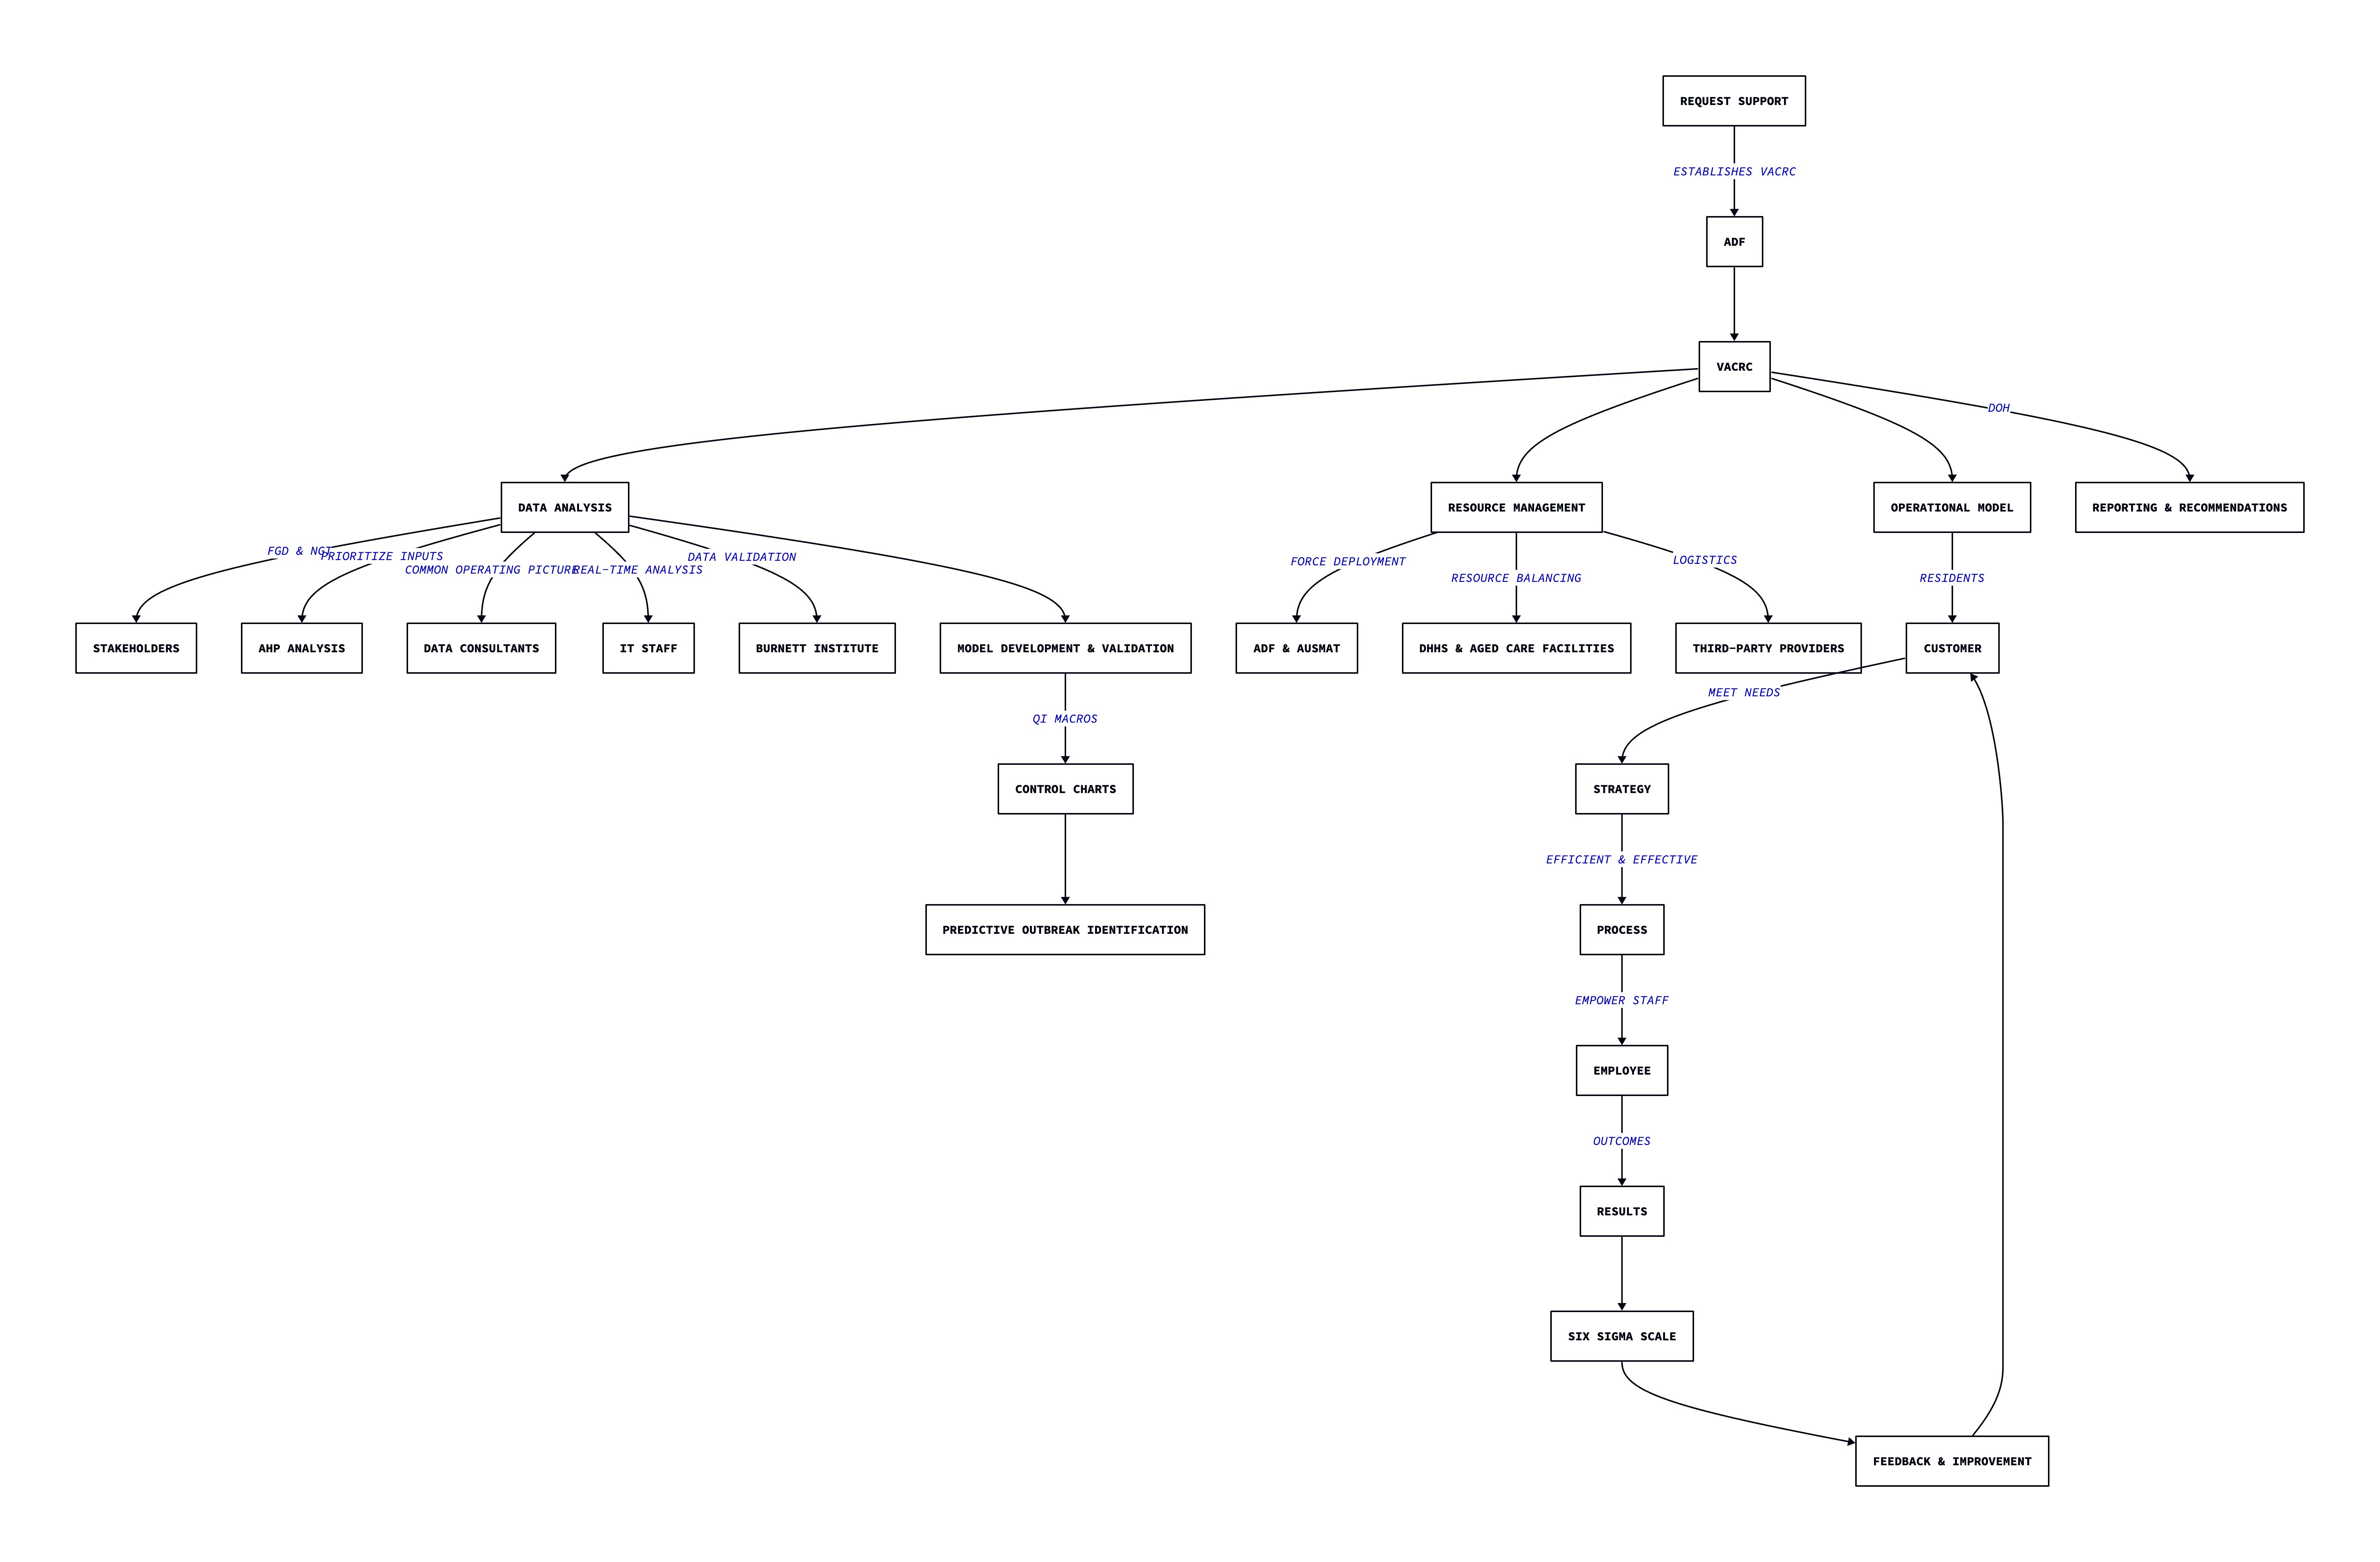 REQUEST SUPPORT
ESTABLISHES VACRC
ADF
VACRC
DOH
DATA ANALYSIS
RESOURCE MANAGEMENT
OPERATIONAL MODEL
REPORTING & RECOMMENDATIONS
FGD & NGT
PRIORITIZE INPUTS
COMMON OPERATING PICTURE
REAL-TIME ANALYSIS
DATA VALIDATION
FORCE DEPLOYMENT
RESOURCE BALANCING
LOGISTICS
RESIDENTS
STAKEHOLDERS
AHP ANALYSIS
DATA CONSULTANTS
IT STAFF
BURNETT INSTITUTE
MODEL DEVELOPMENT & VALIDATION
ADF & AUSMAT
DHHS & AGED CARE FACILITIES
THIRD-PARTY PROVIDERS
CUSTOMER
MEET NEEDS
QI MACROS
CONTROL CHARTS
STRATEGY
EFFICIENT & EFFECTIVE
PREDICTIVE OUTBREAK IDENTIFICATION
PROCESS
EMPOWER STAFF
EMPLOYEE
OUTCOMES
RESULTS
SIX SIGMA SCALE
FEEDBACK & IMPROVEMENT